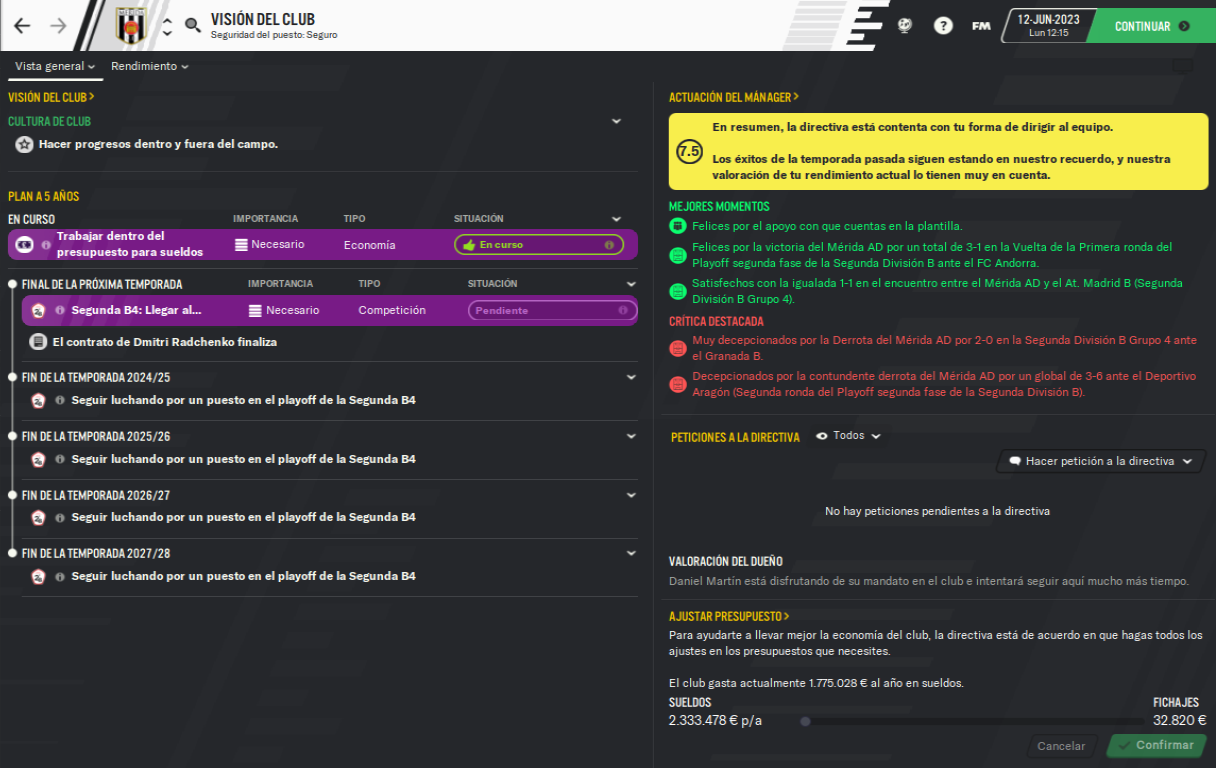 VISIÓN DEL CLUB
Seguridad del puesto: Seguro
FM
12-JUN-2023
Lun 12:15
CONTINUAR
Vista general
Rendimiento
VISIÓN DEL CLUB
CULTURA DE CLUB
Hacer progresos dentro y fuera del campo.
PLAN A 5 AÑOS
EN CURSO IMPORTANCIA TIPO SITUACIÓN
Trabajar dentro del
presupuesto para sueldos
Necesario Economía En curso
FINAL DE LA PRÓXIMA TEMPORADA IMPORTANCIA TIPO SITUACIÓN
Segunda B4: Llegar al... Necesario Competición Pendiente
El contrato de Dmitri Radchenko finaliza
FIN DE LA TEMPORADA 2024/25
Seguir luchando por un puesto en el playoff de la Segunda B4
FIN DE LA TEMPORADA 2025/26
Seguir luchando por un puesto en el playoff de la Segunda B4
FIN DE LA TEMPORADA 2026/27
Seguir luchando por un puesto en el playoff de la Segunda B4
FIN DE LA TEMPORADA 2027/28
Seguir luchando por un puesto en el playoff de la Segunda B4
ACTUACIÓN DEL MÁNAGER
7.5
En resumen, la directiva está contenta con tu forma de dirigir al equipo.
Los éxitos de la temporada pasada siguen estando en nuestro recuerdo, y nuestra
valoración de tu rendimiento actual lo tienen muy en cuenta.
MEJORES MOMENTOS
Felices por el apoyo con que cuentas en la plantilla.
Felices por la victoria del Mérida AD por un total de 3-1 en la Vuelta de la Primera ronda del
Playoff segunda fase de la Segunda División B ante el FC Andorra.
Satisfechos con la igualada 1-1 en el encuentro entre el Mérida AD y el At. Madrid B (Segunda
División B Grupo 4).
CRÍTICA DESTACADA
Muy decepcionados por la Derrota del Mérida AD por 2-0 en la Segunda División B Grupo 4 ante
el Granada B.
Decepcionados por la contundente derrota del Mérida AD por un global de 3-6 ante el Deportivo
Aragón (Segunda ronda del Playoff segunda fase de la Segunda División B).
PETICIONES A LA DIRECTIVA Todos
Hacer petición a la directiva
No hay peticiones pendientes a la directiva
VALORACIÓN DEL DUEÑO
Daniel Martín está disfrutando de su mandato en el club e intentará seguir aquí mucho más tiempo.
AJUSTAR PRESUPUESTO
Para ayudarte a llevar mejor la economía del club, la directiva está de acuerdo en que hagas todos los
ajustes en los presupuestos que necesites.
El club gasta actualmente 1.775.028 € al año en sueldos.
SUELDOS FICHAJES
2.333.478 € p/a 32.820 €
Cancelar Confirmar